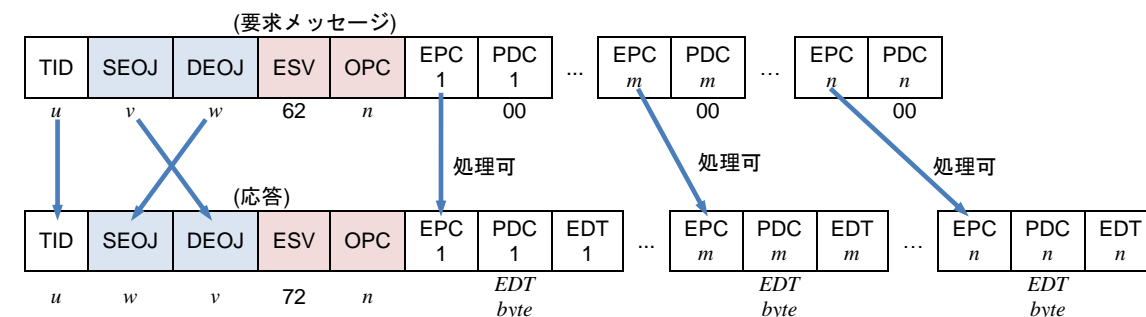 (要求メッセージ)
TID SEOJ DEOJ ESV OPC EPC 1 PDC 1 ... EPC m PDC m ... EPC n PDC n
u v w 62 n 00 00 00
処理可 処理可 処理可
(応答)
TID SEOJ DEOJ ESV OPC EPC 1 PDC 1 EDT 1 ... EPC m PDC m EDT m ... EPC n PDC n EDT n
u w v 72 n EDT byte EDT byte EDT byte